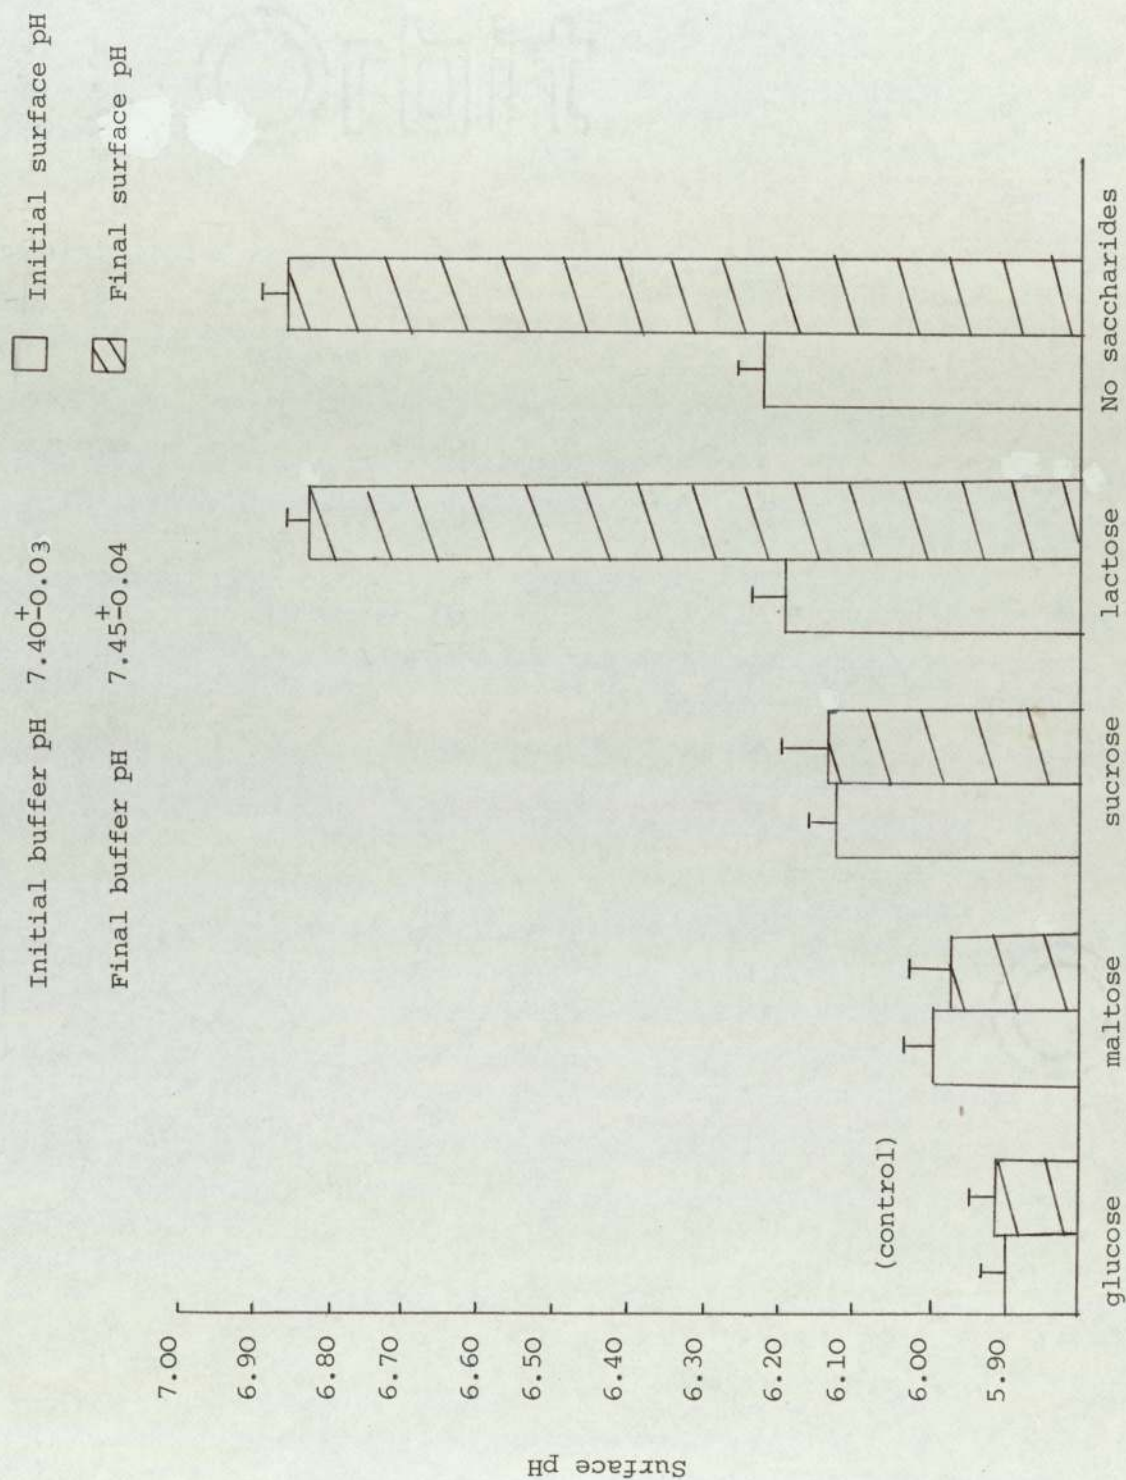 Initial buffer pH 7.40±0.03
Initial surface pH
Final buffer pH 7.45±0.04
Final surface pH
7.00
6.90
6.80
6.70
6.60
6.50
6.40
6.30
6.20
6.10
6.00
5.90
Surface pH
(control)
glucose
maltose
sucrose
lactose
No saccharides